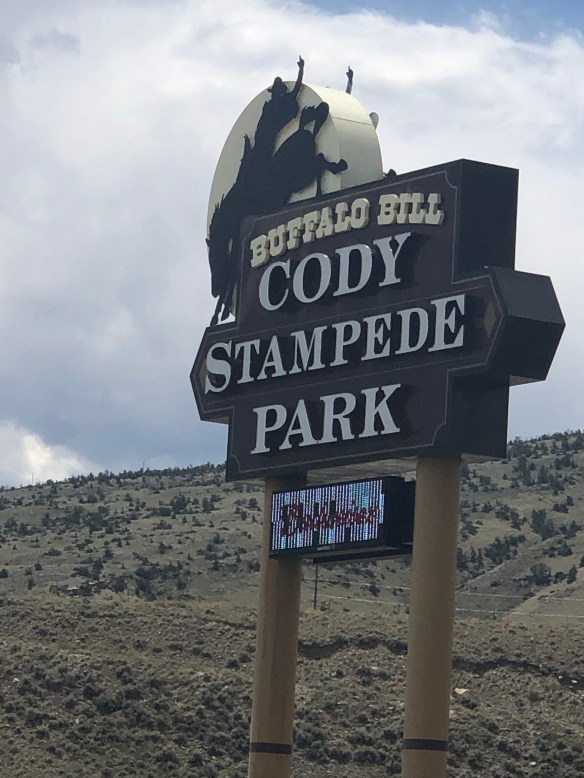 BUFFALO BILL
CODY
STAMPEDE
PARK